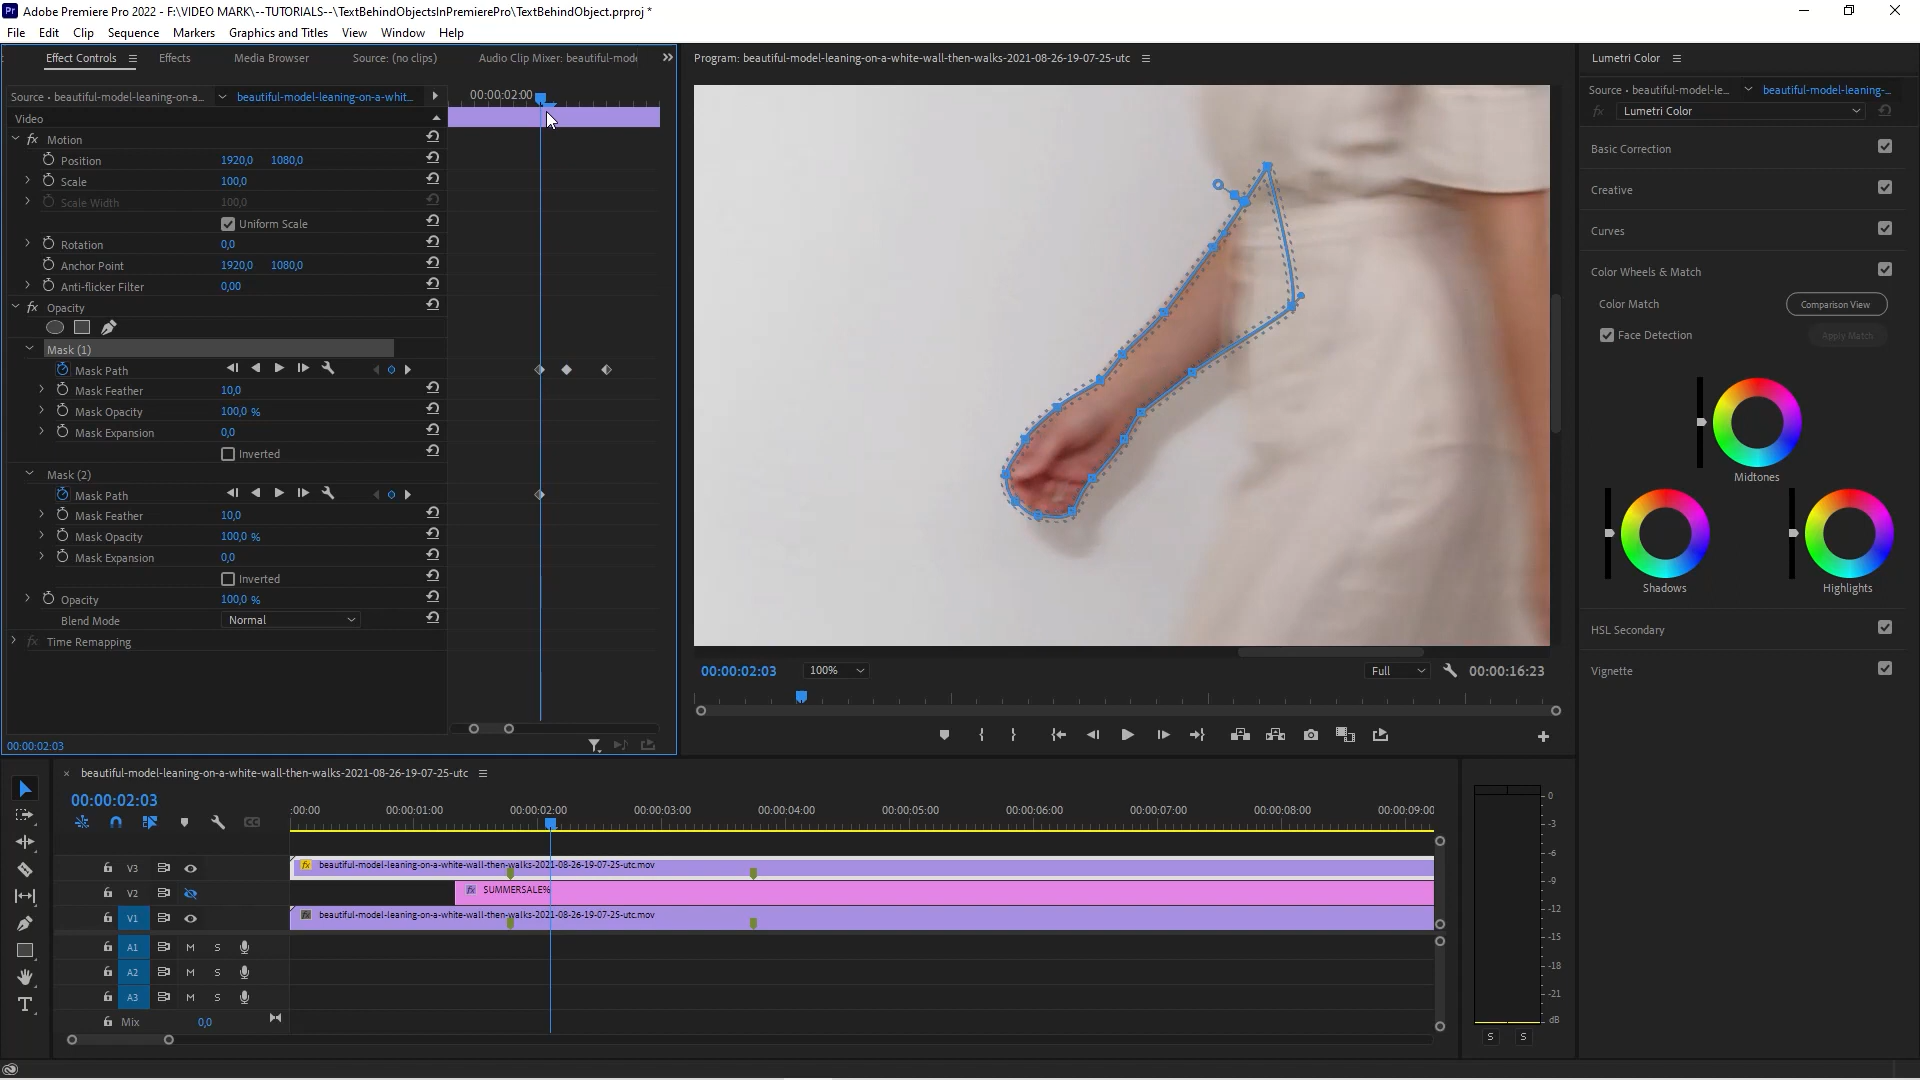 Pr Adobe Premiere Pro 2022 - F:\VIDEO MARK\--TUTORIALS--\TextBehindObjectsInPremierePro\TextBehindObject.prproj *
File Edit Clip Sequence Markers Graphics and Titles View Window Help
Effect Controls Effects Media Browser Source: (no clips) Audio Clip Mixer: beautiful-mode
Source • beautiful-model-leaning-on-a... beautiful-model-leaning-on-a-whit...
00:00:02:00
Video
fx Motion
Position 1920,0 1080,0
Scale 100,0
Scale Width 100,0
Uniform Scale
Rotation 0,0
Anchor Point 1920,0 1080,0
Anti-flicker Filter 0,00
fx Opacity
Mask (1)
Mask Path
Mask Feather 10,0
Mask Opacity 100,0 %
Mask Expansion 0,0
Inverted
Mask (2)
Mask Path
Mask Feather 10,0
Mask Opacity 100,0 %
Mask Expansion 0,0
Inverted
Opacity 100,0 %
Blend Mode Normal
fx Time Remapping
00:00:02:03
Program: beautiful-model-leaning-on-a-white-wall-then-walks-2021-08-26-19-07-25-utc
00:00:02:03 100% Full 00:00:16:23
Lumetri Color
Source • beautiful-model-le... beautiful-model-leaning-...
fx Lumetri Color
Basic Correction
Creative
Curves
Color Wheels & Match
Color Match Comparison View
Face Detection Apply Match
Midtones
Shadows Highlights
HSL Secondary
Vignette
× beautiful-model-leaning-on-a-white-wall-then-walks-2021-08-26-19-07-25-utc
00:00:02:03
:00:00 00:00:01:00 00:00:02:00 00:00:03:00 00:00:04:00 00:00:05:00 00:00:06:00 00:00:07:00 00:00:08:00 00:00:09:00
V3 fx beautiful-model-leaning-on-a-white-wall-then-walks-2021-08-26-19-07-25-utc.mov
V2 fx SUMMERSALE%
V1 fx beautiful-model-leaning-on-a-white-wall-then-walks-2021-08-26-19-07-25-utc.mov
A1 M S
A2 M S
A3 M S
Mix 0,0
0
-3
-6
-9
-12
-15
-18
-21
dB
S S